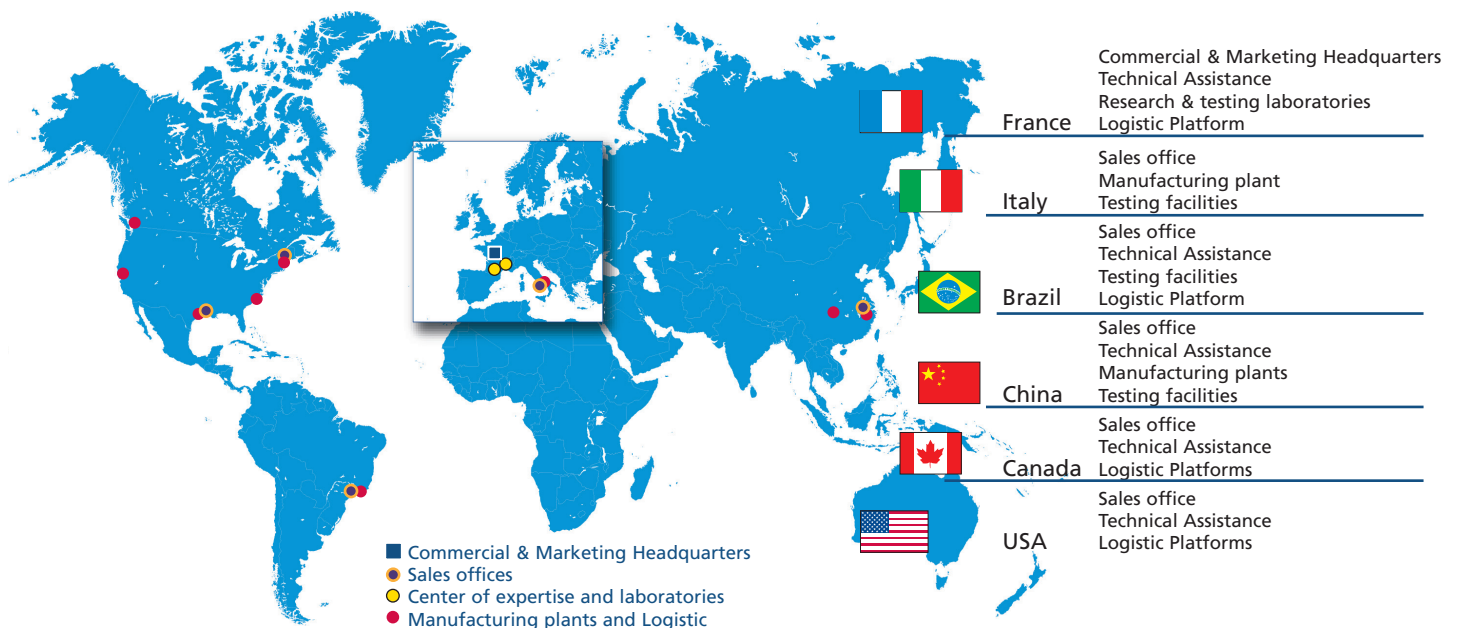 Commercial & Marketing Headquarters
Technical Assistance
Research & testing laboratories
France
Logistic Platform
Sales office
Manufacturing plant
Italy
Testing facilities
Sales office
Technical Assistance
Testing facilities
Brazil
Logistic Platform
Sales office
Technical Assistance
Manufacturing plants
China
Testing facilities
Sales office
Technical Assistance
Canada
Logistic Platforms
Sales office
Technical Assistance
USA
Logistic Platforms
Commercial & Marketing Headquarters
Sales offices
Center of expertise and laboratories
Manufacturing plants and Logistic